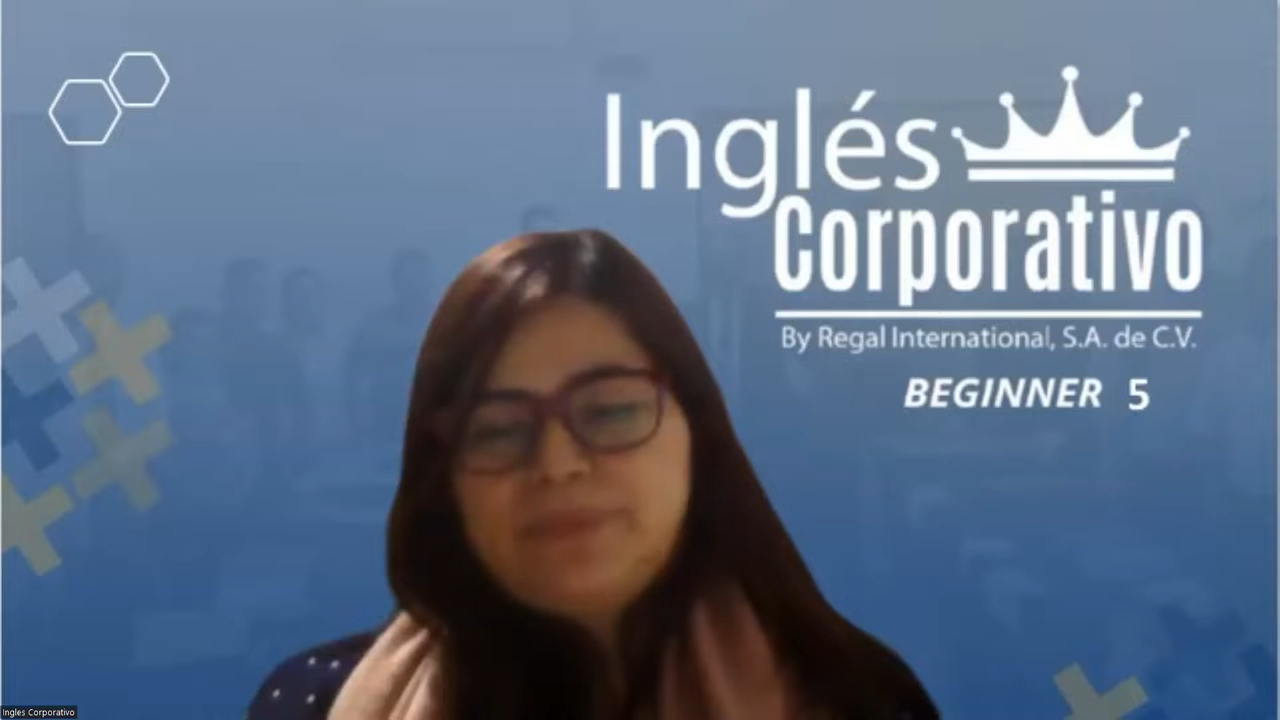 Inglés
Corporativo
By Regal International, S.A. de C.V.
BEGINNER 5
Ingles Corporativo